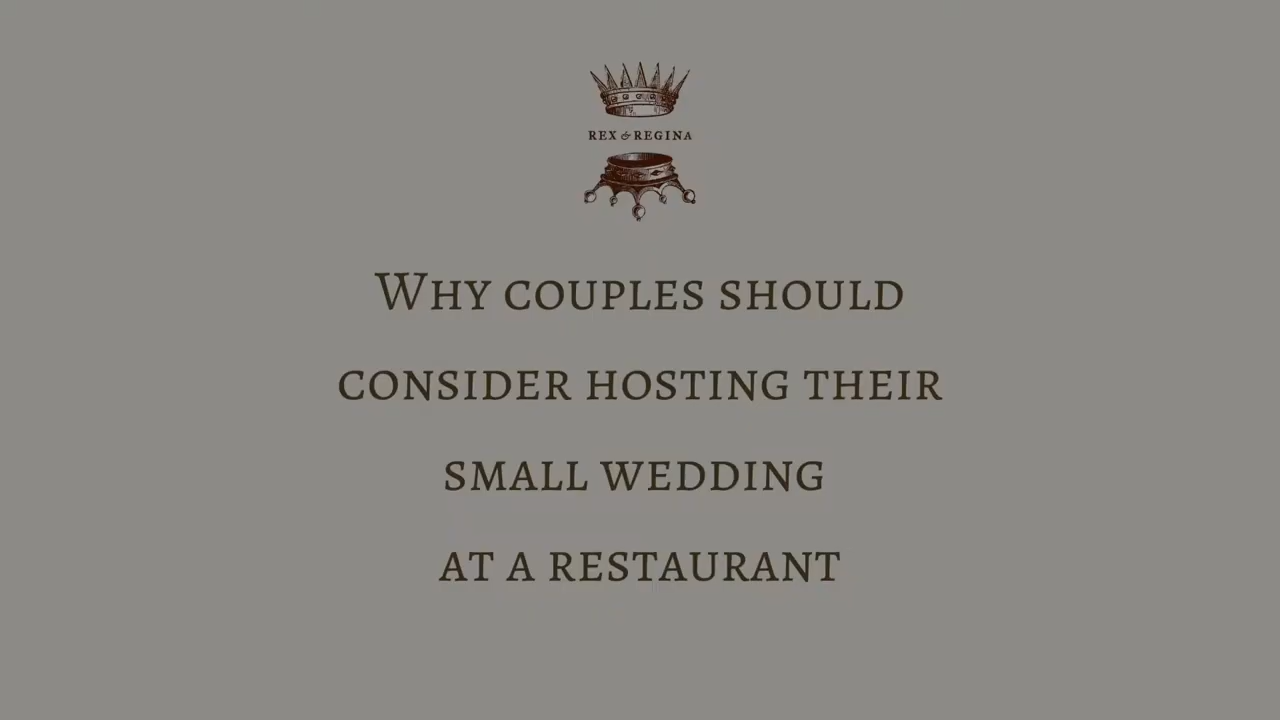 REX & REGINA
WHY COUPLES SHOULD
CONSIDER HOSTING THEIR
SMALL WEDDING
AT A RESTAURANT